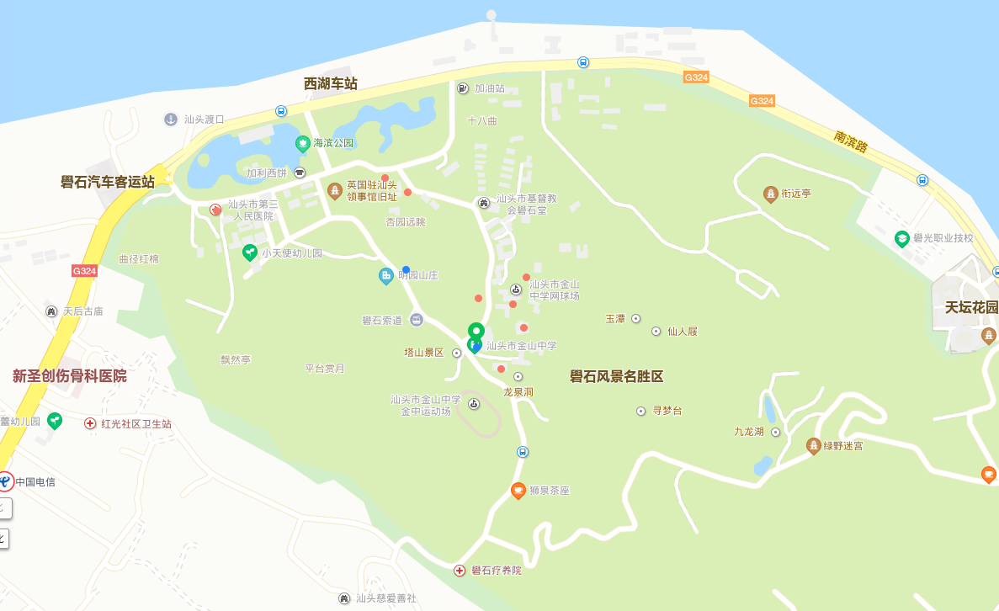 西湖车站
加油站
G324
G324
汕头渡口
十八曲
南滨路
海滨公园
加利西饼
礐石汽车客运站
英国驻汕头
领事馆旧址
衔远亭
汕头市第三
人民医院
汕头市基督教
会礐石堂
杏园远眺
礐光职业技校
小天使幼儿园
曲径红棉
G324
明园山庄
汕头市金山
中学网球场
天后古庙
天坛花园
礐石索道
玉潭
仙人屐
塔山景区
汕头市金山中学
飘然亭
平台赏月
新圣创伤骨科医院
礐石风景名胜区
龙泉洞
汕头市金山中学
金中运动场
寻梦台
蕾幼儿园
红光社区卫生站
九龙湖
绿野迷宫
中国电信
狮泉茶座
礐石疗养院
汕头慈爱善社